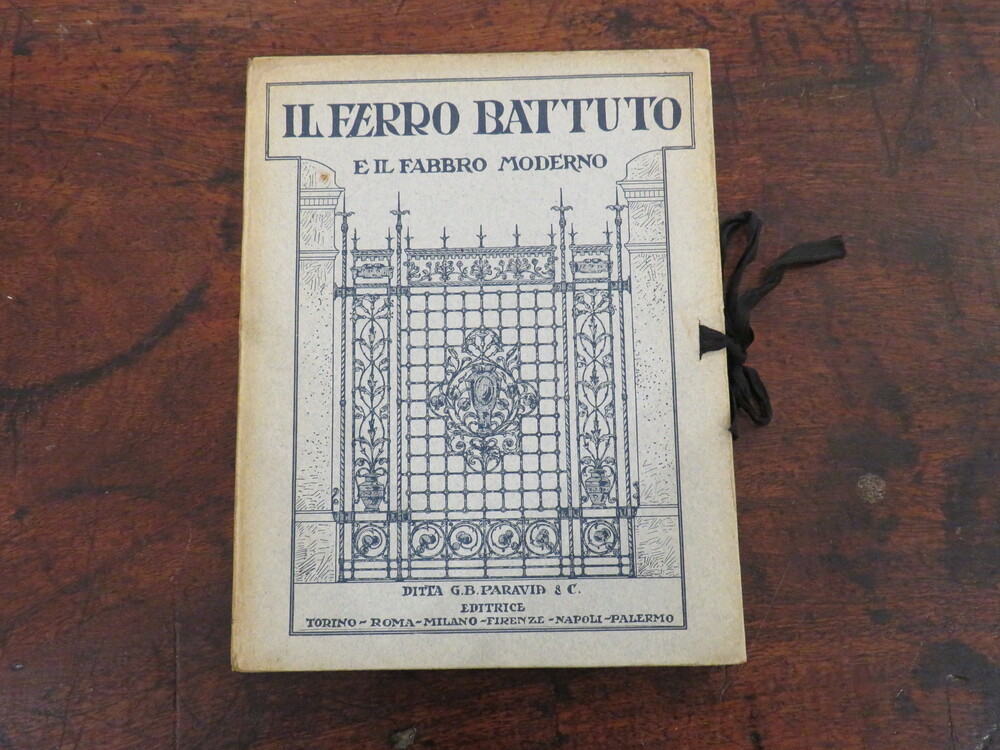 IL FERRO BATTUTO
E IL FABBRO MODERNO
DITTA G.B. PARAVIA & C.
EDITRICE
TORINO - ROMA - MILANO - FIRENZE - NAPOLI - PALERMO